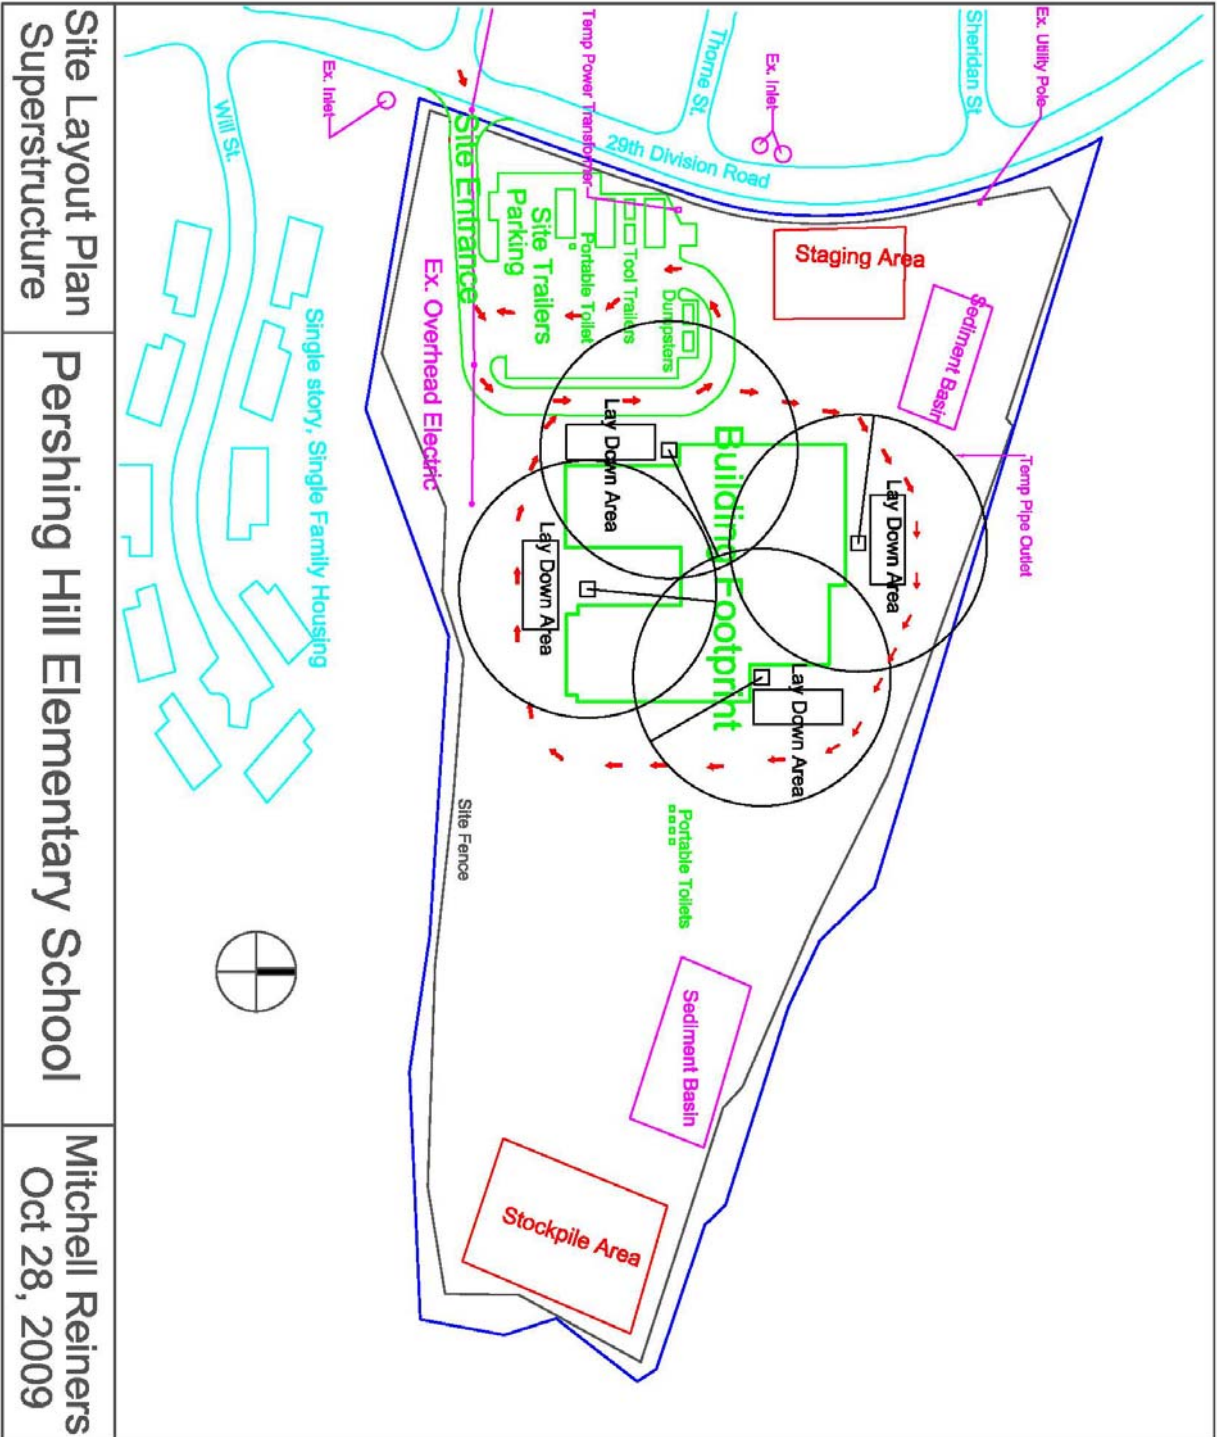 Ex. Utility Pole
Sheridan St
Ex. Inlet
Thorne St.
Temp Power Transformer
29th Division Road
Ex. Inlet
Will St.
Site Entrance
Staging Area
Sediment Basin
Dumpsters
Tool Trailers
Portable Toilet
Site Trailers
Parking
Ex. Overhead Electric
Single story, Single Family Housing
Temp Pipe Outlet
Lay Down Area
Lay Down Area
Building Footprint
Lay Down Area
Lay Down Area
Portable Toilets
Site Fence
Sediment Basin
Stockpile Area
Site Layout Plan
Superstructure
Pershing Hill Elementary School
Mitchell Reiners
Oct 28, 2009